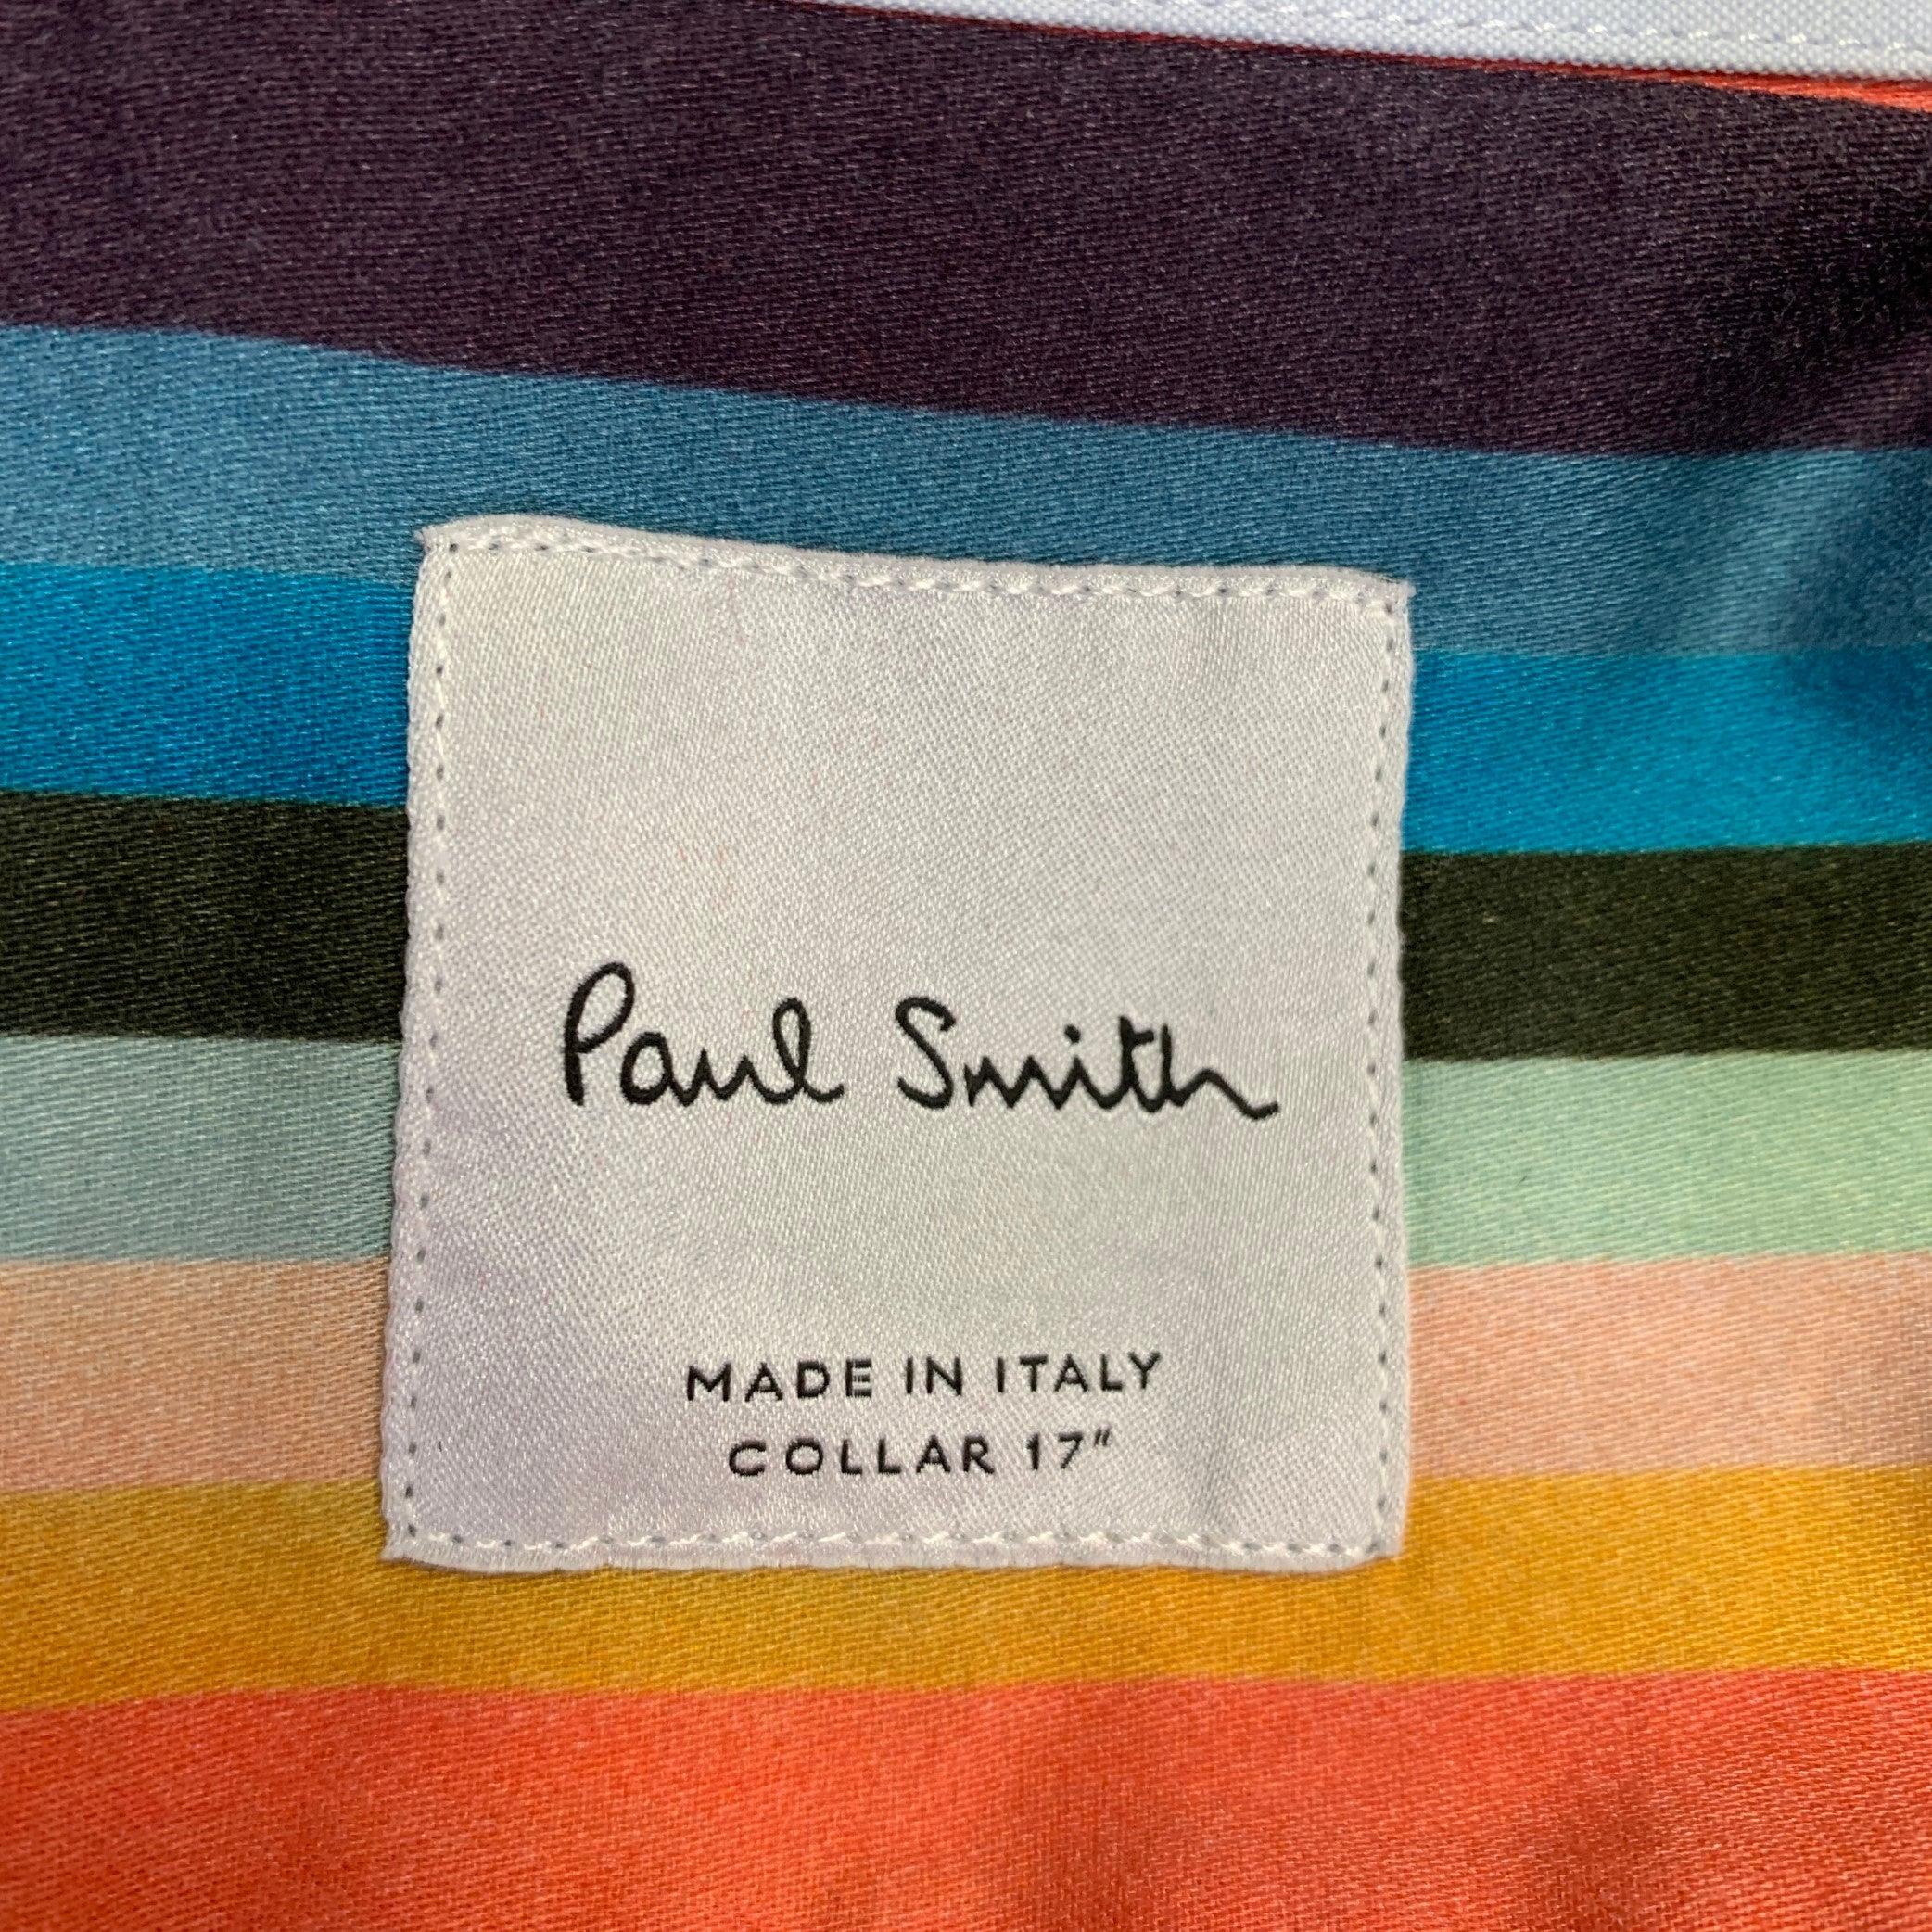 Paul Smith
MADE IN ITALY
COLLAR 17"